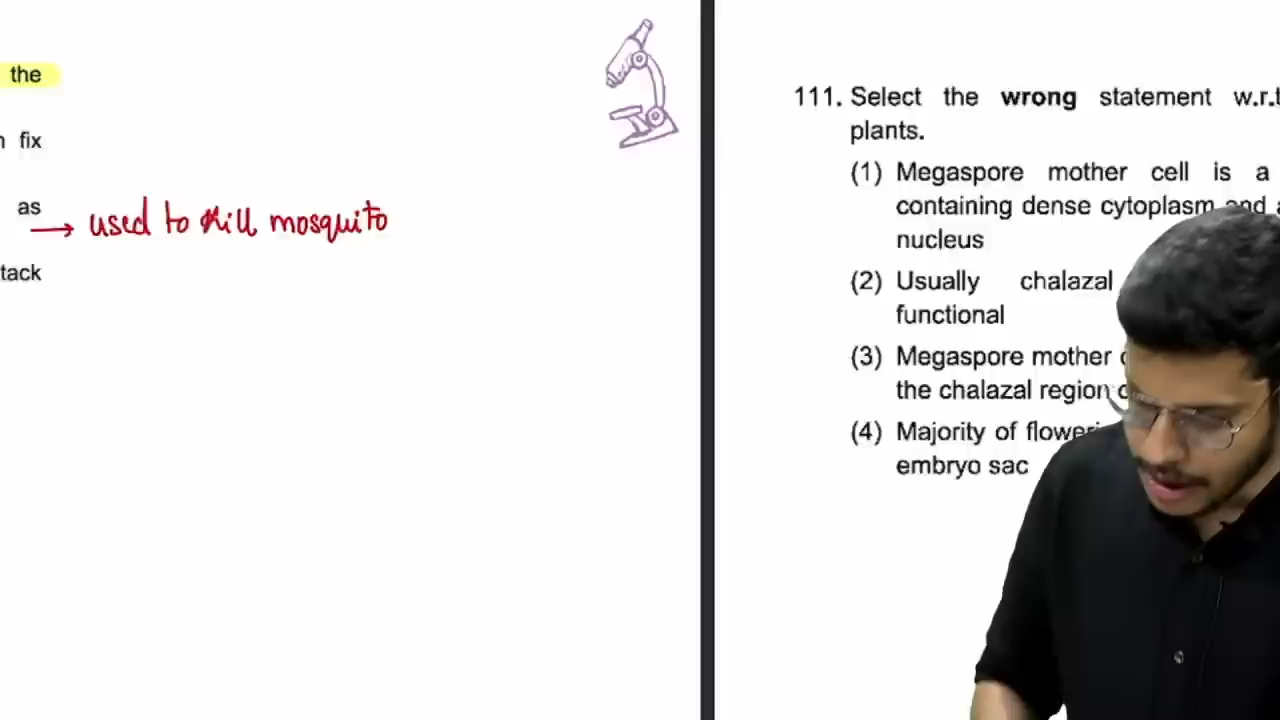 the
fix
as
→ used to kill mosquito
tack
111. Select the wrong statement w.r.t
plants.
(1) Megaspore mother cell is a
containing dense cytoplasm and
nucleus
(2) Usually chalazal
functional
(3) Megaspore mother
the chalazal region
(4) Majority of
embryo sac